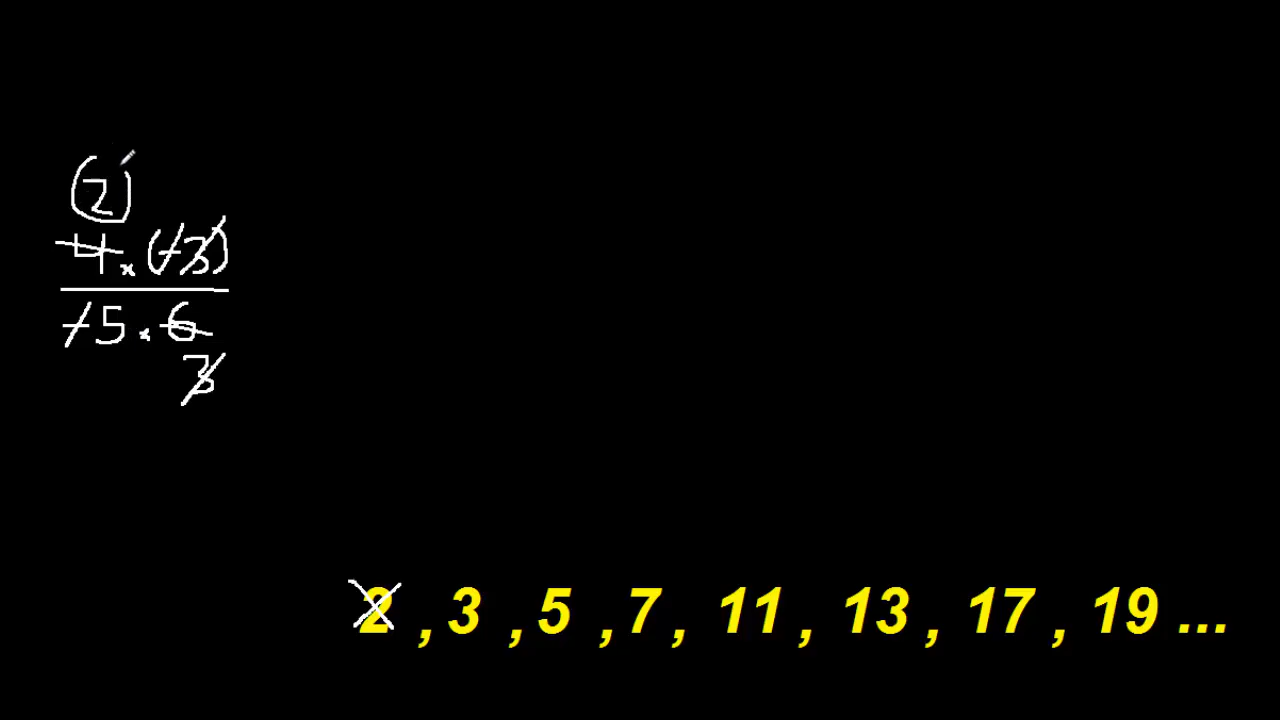 (2)
4 . (-3)
-5 . 6
3
2 , 3 , 5 , 7 , 11 , 13 , 17 , 19 ...